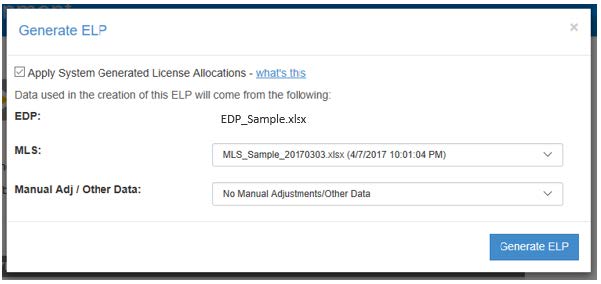 Generate ELP
×
Apply System Generated License Allocations - what's this
Data used in the creation of this ELP will come from the following:
EDP: EDP_Sample.xlsx
MLS: MLS_Sample_20170303.xlsx (4/7/2017 10:01:04 PM)
Manual Adj / Other Data: No Manual Adjustments/Other Data
Generate ELP